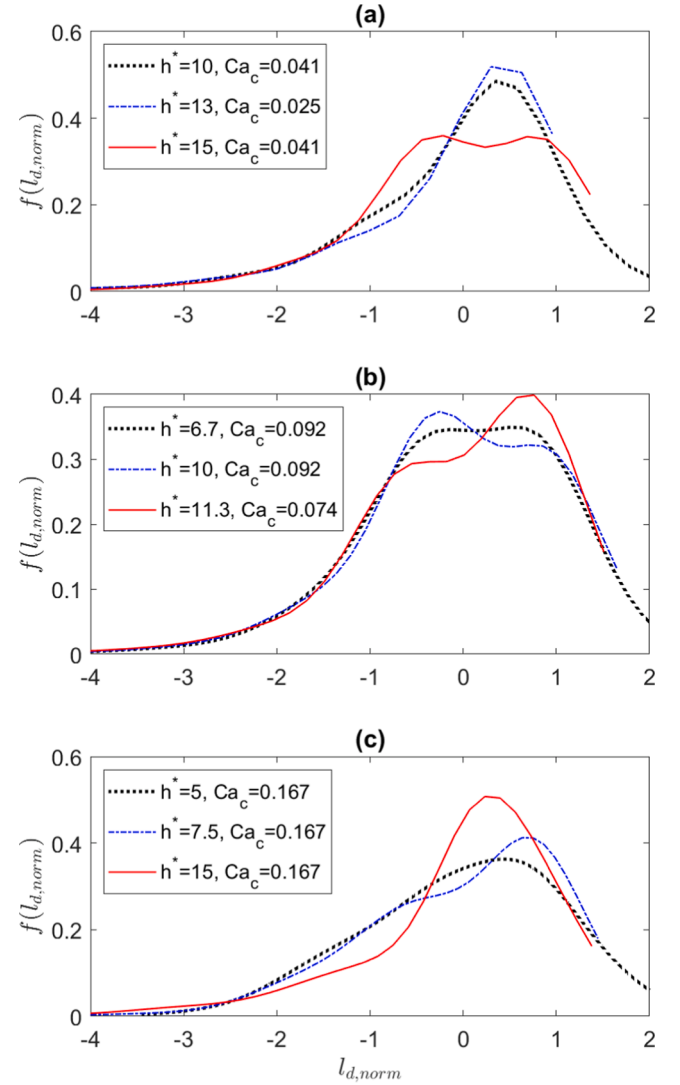 (a)
0.6
h*=10, Ca_c=0.041
h*=13, Ca_c=0.025
h*=15, Ca_c=0.041
0.4
f(l_{d,norm})
0.2
0
-4 -3 -2 -1 0 1 2
(b)
0.4
h*=6.7, Ca_c=0.092
h*=10, Ca_c=0.092
h*=11.3, Ca_c=0.074
0.3
f(l_{d,norm})
0.2
0.1
0
-4 -3 -2 -1 0 1 2
(c)
0.6
h*=5, Ca_c=0.167
h*=7.5, Ca_c=0.167
h*=15, Ca_c=0.167
0.4
f(l_{d,norm})
0.2
0
-4 -3 -2 -1 0 1 2
l_{d,norm}